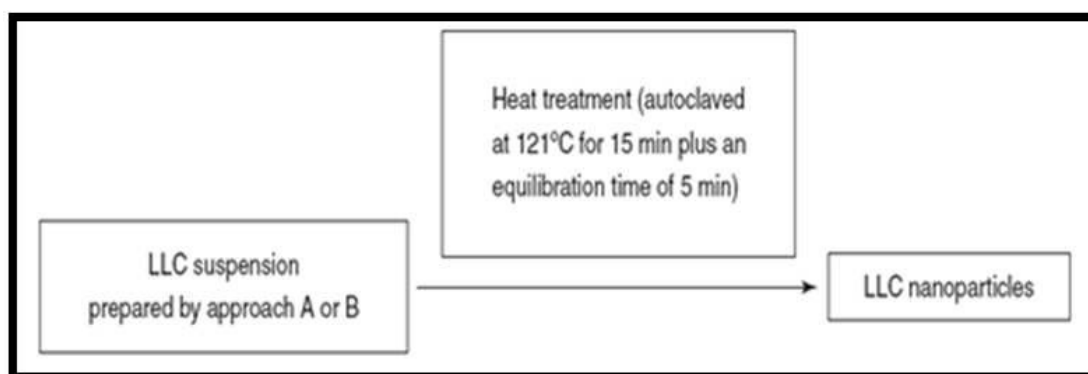 Heat treatment (autoclaved
at 121ºC for 15 min plus an
equilibration time of 5 min)
LLC suspension
prepared by approach A or B
LLC nanoparticles